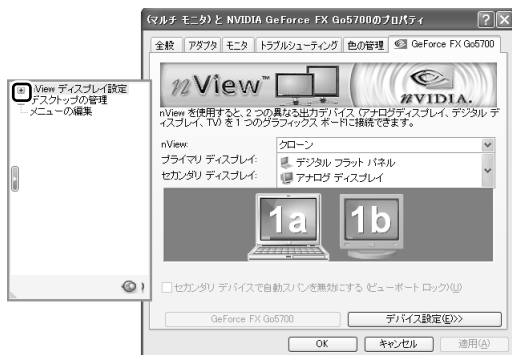 (マルチ モニタ) と NVIDIA GeForce FX Go5700のプロパティ
全般 アダプタ モニタ トラブルシューティング 色の管理 GeForce FX Go5700
nView™
NVIDIA.
nView を使用すると、2 つの異なる出力デバイス (アナログディスプレイ、デジタル デ
ィスプレイ、TV) を 1 つのグラフィックス ボードに接続できます。
nView: クローン
プライマリ ディスプレイ: デジタル フラット パネル
セカンダリ ディスプレイ: アナログ ディスプレイ
1a 1b
セカンダリ デバイスで自動スパンを無効にする (ビューポート ロック)(U)
GeForce FX Go5700 デバイス設定(E)>>
OK キャンセル 適用(A)
View ディスプレイ設定
デスクトップの管理
メニューの編集